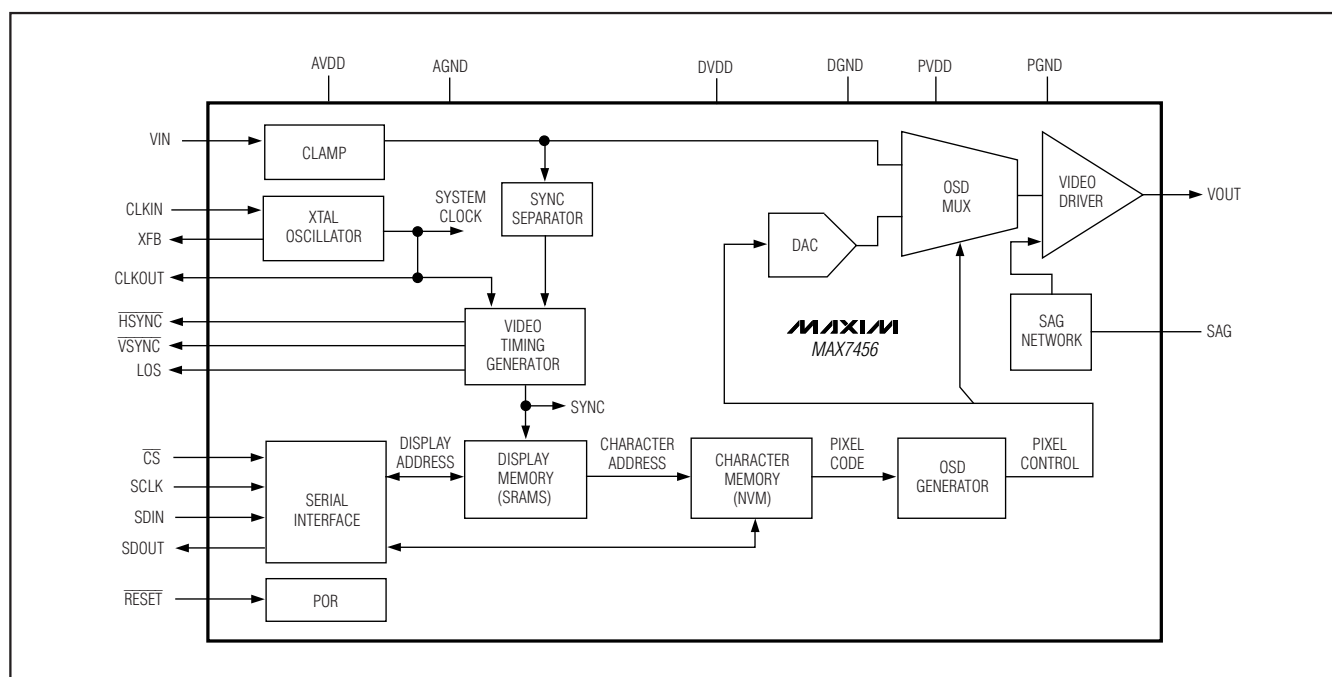 AVDD
AGND
DVDD
DGND
PVDD
PGND
VIN
CLAMP
CLKIN
XTAL
OSCILLATOR
XFB
SYSTEM
CLOCK
SYNC
SEPARATOR
CLKOUT
DAC
OSD
MUX
VIDEO
DRIVER
VOUT
HSYNC
VSYNC
LOS
VIDEO
TIMING
GENERATOR
MAXIM
MAX7456
SAG
NETWORK
SAG
SYNC
CS
SCLK
SDIN
SDOUT
SERIAL
INTERFACE
DISPLAY
ADDRESS
DISPLAY
MEMORY
(SRAMS)
CHARACTER
ADDRESS
CHARACTER
MEMORY
(NVM)
PIXEL
CODE
OSD
GENERATOR
PIXEL
CONTROL
RESET
POR